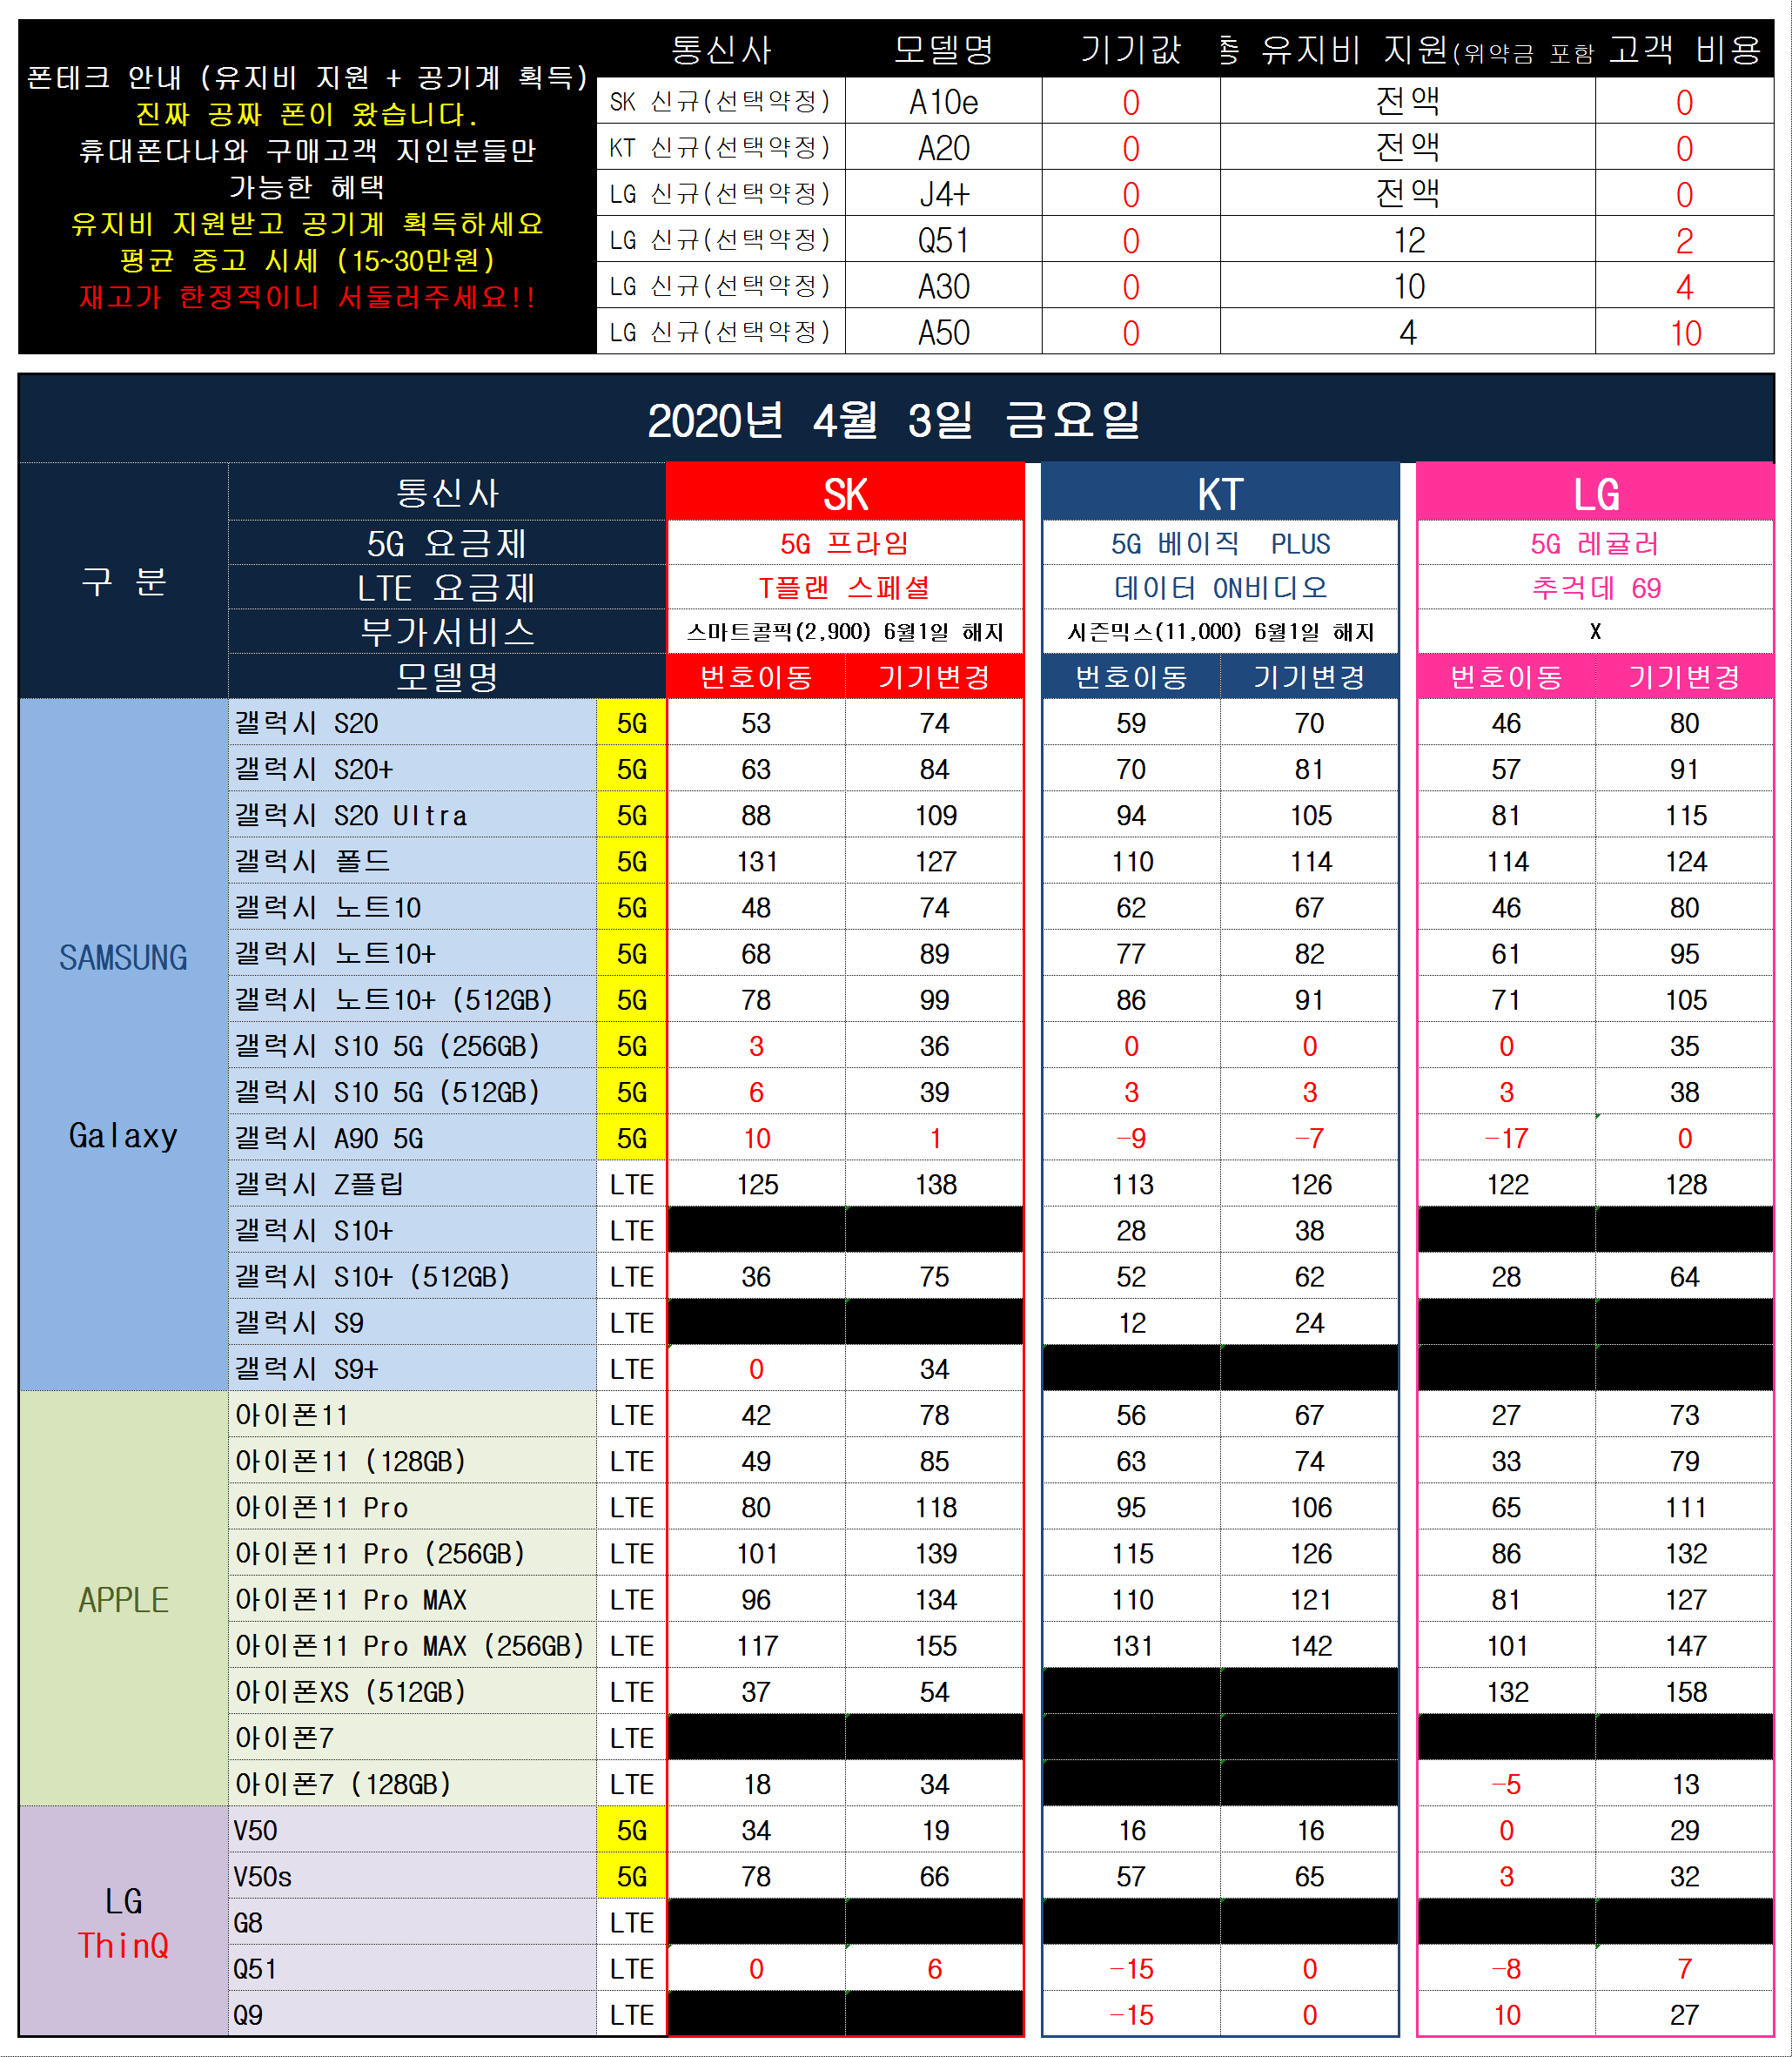 폰테크 안내 (유지비 지원 + 공기계 획득)
진짜 공짜 폰이 왔습니다.
휴대폰다나와 구매고객 지인분들만
가능한 혜택
유지비 지원받고 공기계 획득하세요
평균 중고 시세 (15~30만원)
재고가 한정적이니 서둘러주세요!!
통신사 모델명 기기값 유지비 지원(위약금 포함 고객 비용
SK 신규(선택약정) A10e 0 전액 0
KT 신규(선택약정) A20 0 전액 0
LG 신규(선택약정) J4+ 0 전액 0
LG 신규(선택약정) Q51 0 12 2
LG 신규(선택약정) A30 0 10 4
LG 신규(선택약정) A50 0 4 10
2020년 4월 3일 금요일
구 분
통신사 SK KT LG
5G 요금제 5G 프라임 5G 베이직 PLUS 5G 레귤러
LTE 요금제 T플랜 스페셜 데이터 ON비디오 추걱데 69
부가서비스 스마트콜픽(2,900) 6월1일 해지 시즌믹스(11,000) 6월1일 해지 X
모델명 번호이동 기기변경 번호이동 기기변경 번호이동 기기변경
SAMSUNG
Galaxy
갤럭시 S20 5G 53 74 59 70 46 80
갤럭시 S20+ 5G 63 84 70 81 57 91
갤럭시 S20 Ultra 5G 88 109 94 105 81 115
갤럭시 폴드 5G 131 127 110 114 114 124
갤럭시 노트10 5G 48 74 62 67 46 80
갤럭시 노트10+ 5G 68 89 77 82 61 95
갤럭시 노트10+ (512GB) 5G 78 99 86 91 71 105
갤럭시 S10 5G (256GB) 5G 3 36 0 0 0 35
갤럭시 S10 5G (512GB) 5G 6 39 3 3 3 38
갤럭시 A90 5G 5G 10 1 -9 -7 -17 0
갤럭시 Z플립 LTE 125 138 113 126 122 128
갤럭시 S10+ LTE 28 38
갤럭시 S10+ (512GB) LTE 36 75 52 62 28 64
갤럭시 S9 LTE 12 24
갤럭시 S9+ LTE 0 34
APPLE
아이폰11 LTE 42 78 56 67 27 73
아이폰11 (128GB) LTE 49 85 63 74 33 79
아이폰11 Pro LTE 80 118 95 106 65 111
아이폰11 Pro (256GB) LTE 101 139 115 126 86 132
아이폰11 Pro MAX LTE 96 134 110 121 81 127
아이폰11 Pro MAX (256GB) LTE 117 155 131 142 101 147
아이폰XS (512GB) LTE 37 54 132 158
아이폰7 LTE
아이폰7 (128GB) LTE 18 34 -5 13
LG
ThinQ
V50 5G 34 19 16 16 0 29
V50s 5G 78 66 57 65 3 32
G8 LTE
Q51 LTE 0 6 -15 0 -8 7
Q9 LTE -15 0 10 27